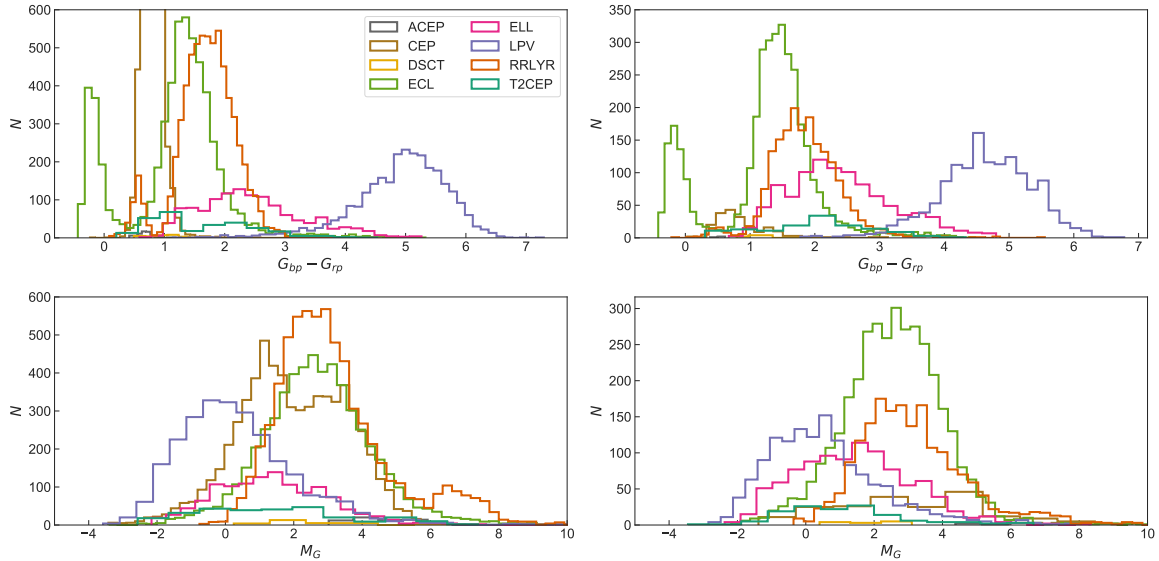 600
500
400
300
200
100
0
N
0 1 2 3 4 5 6 7
G_bp − G_rp
ACEP ELL
CEP LPV
DSCT RRLYR
ECL T2CEP
350
300
250
200
150
100
50
0
N
0 1 2 3 4 5 6 7
G_bp − G_rp
600
500
400
300
200
100
0
N
−4 −2 0 2 4 6 8 10
M_G
300
250
200
150
100
50
0
N
−4 −2 0 2 4 6 8 10
M_G